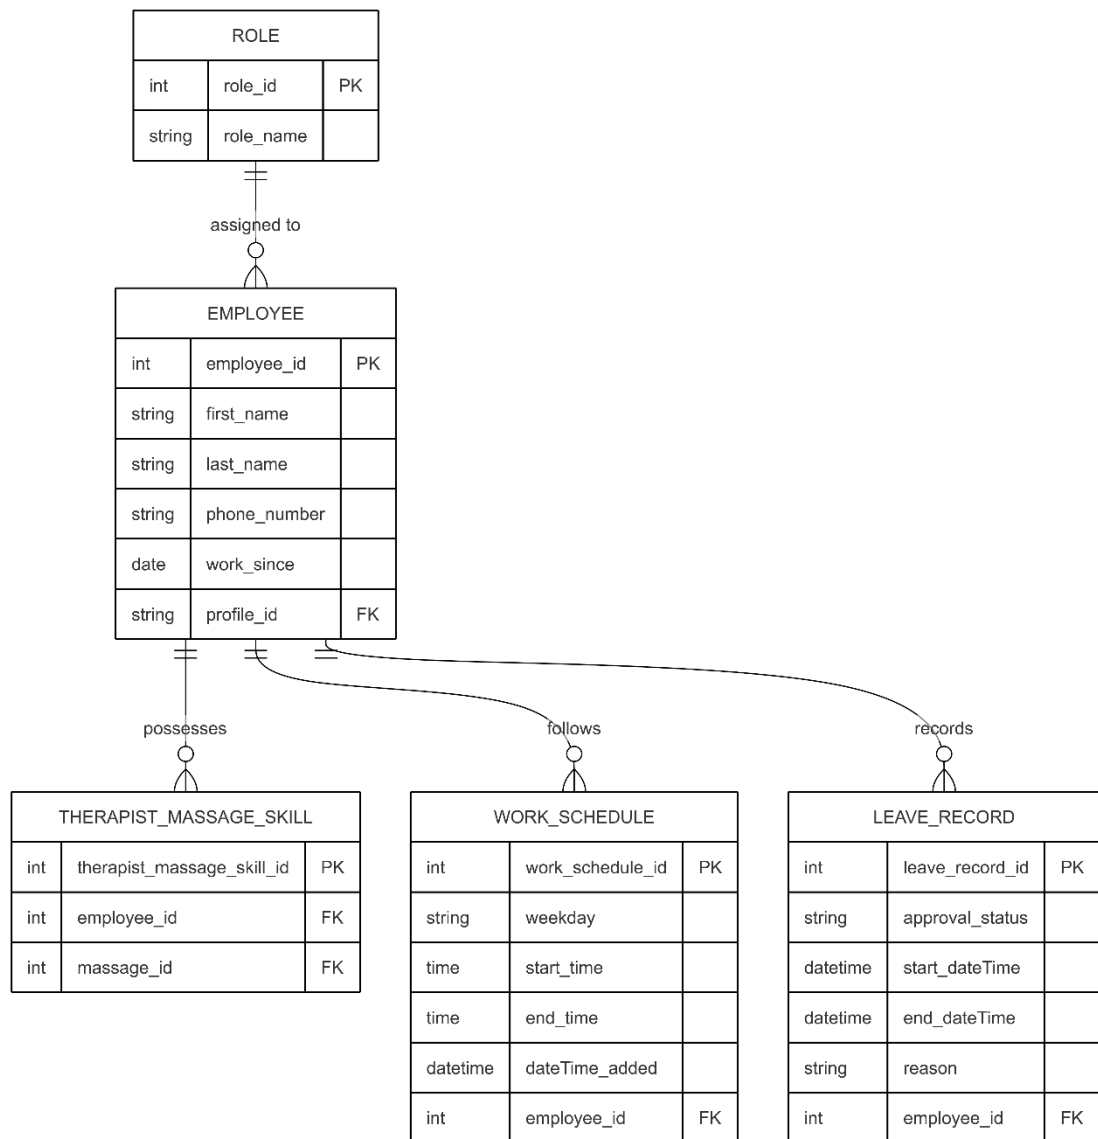 ROLE
int role_id PK
string role_name
assigned to
EMPLOYEE
int employee_id PK
string first_name
string last_name
string phone_number
date work_since
string profile_id FK
possesses
follows
records
THERAPIST_MASSAGE_SKILL
int therapist_massage_skill_id PK
int employee_id FK
int massage_id FK
WORK_SCHEDULE
int work_schedule_id PK
string weekday
time start_time
time end_time
datetime dateTime_added
int employee_id FK
LEAVE_RECORD
int leave_record_id PK
string approval_status
datetime start_dateTime
datetime end_dateTime
string reason
int employee_id FK